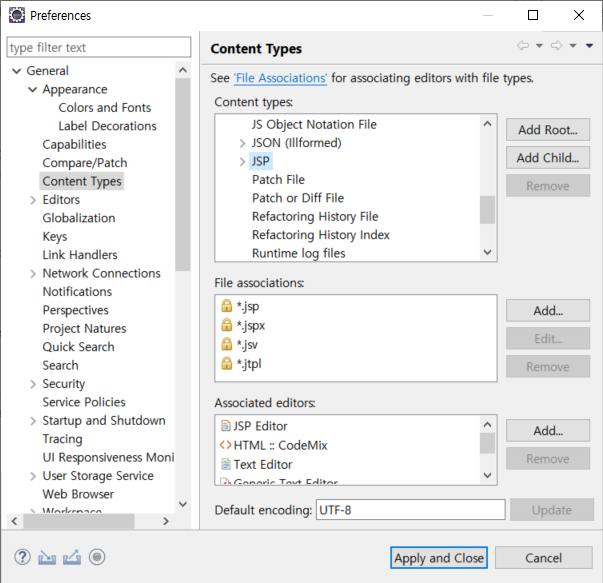 Preferences
type filter text
General
Appearance
Colors and Fonts
Label Decorations
Capabilities
Compare/Patch
Content Types
Editors
Globalization
Keys
Link Handlers
Network Connections
Notifications
Perspectives
Project Natures
Quick Search
Search
Security
Service Policies
Startup and Shutdown
Tracing
UI Responsiveness Moni
User Storage Service
Web Browser
Workspace
Content Types
See 'File Associations' for associating editors with file types.
Content types:
JS Object Notation File
JSON (Illformed)
JSP
Patch File
Patch or Diff File
Refactoring History File
Refactoring History Index
Runtime log files
Add Root...
Add Child...
Remove
File associations:
*.jsp
*.jspx
*.jsv
*.jtpl
Add...
Edit...
Remove
Associated editors:
JSP Editor
HTML :: CodeMix
Text Editor
Generic Text Editor
Add...
Remove
Default encoding: UTF-8 Update
Apply and Close Cancel